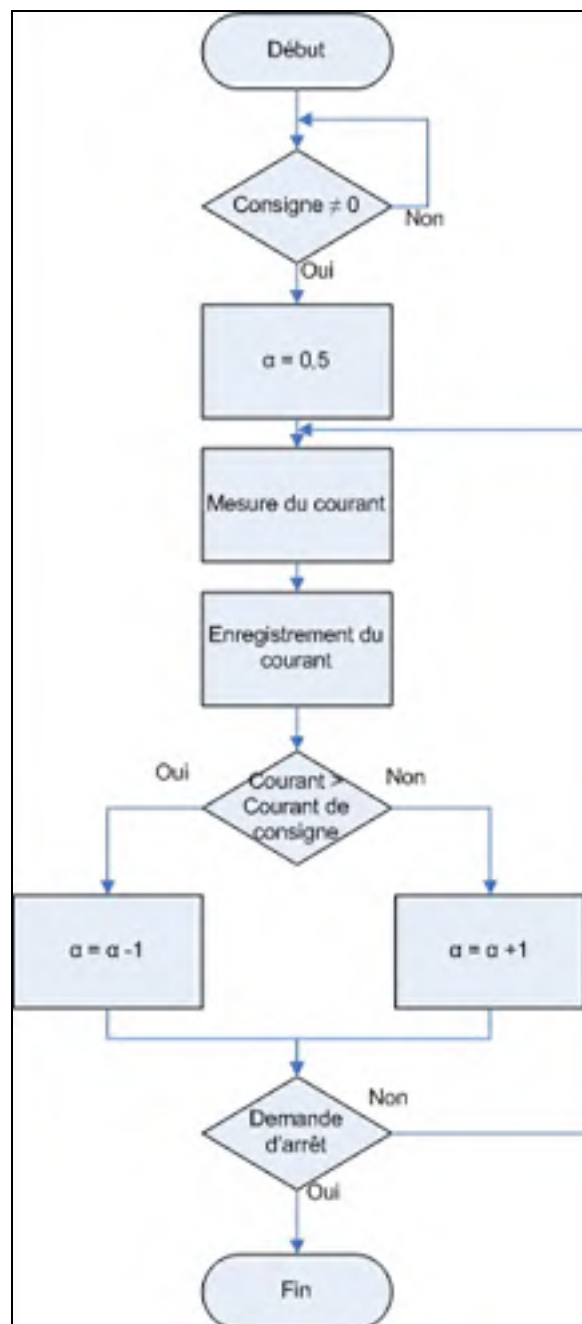 Début
Consigne ≠ 0
Non
Oui
α = 0,5
Mesure du courant
Enregistrement du
courant
Oui
Courant >
Courant de
consigne
Non
α = α -1
α = α +1
Demande
d'arrêt
Non
Oui
Fin